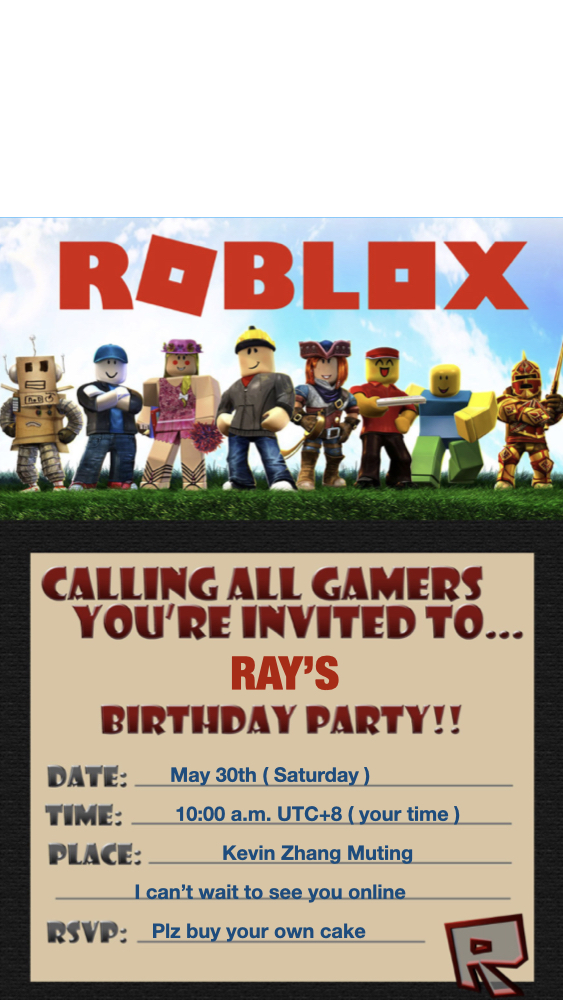 ROBLOX
CALLING ALL GAMERS
YOU'RE INVITED TO...
RAY'S
BIRTHDAY PARTY!!
DATE: May 30th ( Saturday )
TIME: 10:00 a.m. UTC+8 ( your time )
PLACE: Kevin Zhang Muting
I can't wait to see you online
RSVP: Plz buy your own cake
R